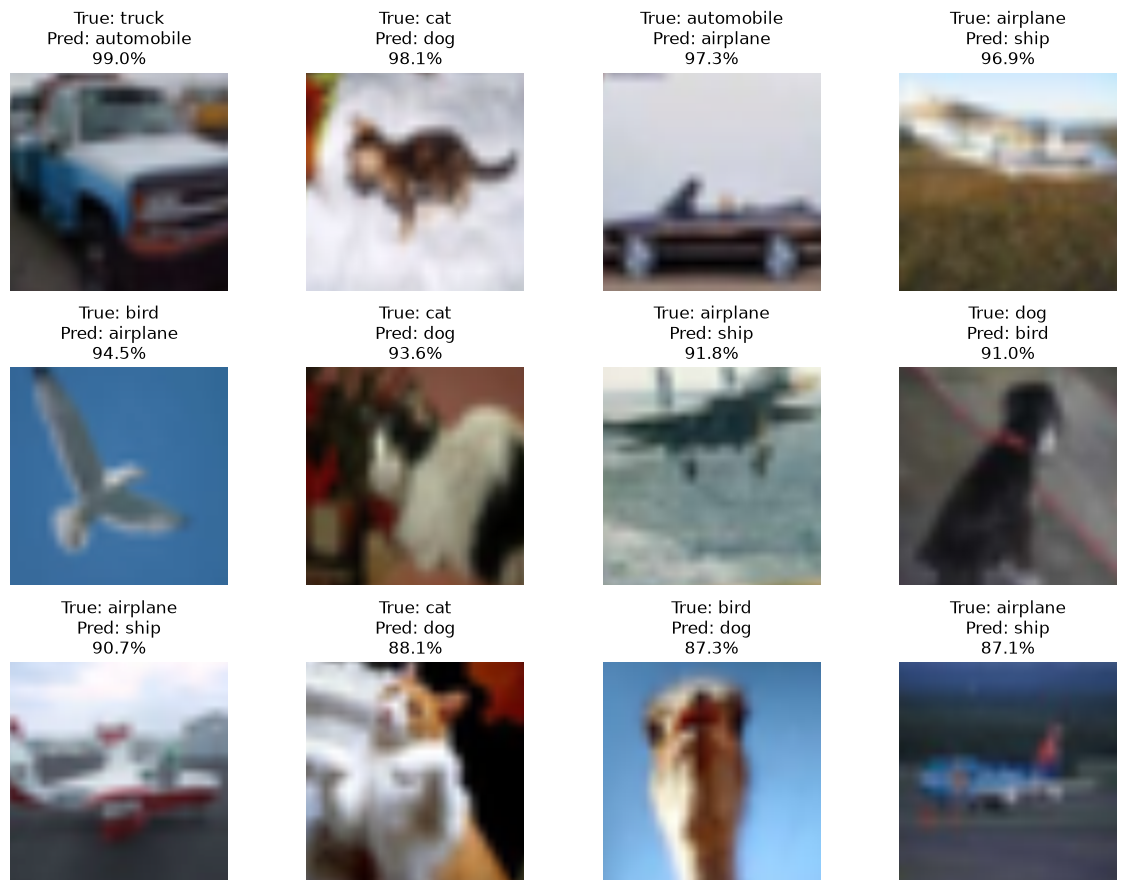 True: truck
Pred: automobile
99.0%
True: cat
Pred: dog
98.1%
True: automobile
Pred: airplane
97.3%
True: airplane
Pred: ship
96.9%
True: bird
Pred: airplane
94.5%
True: cat
Pred: dog
93.6%
True: airplane
Pred: ship
91.8%
True: dog
Pred: bird
91.0%
True: airplane
Pred: ship
90.7%
True: cat
Pred: dog
88.1%
True: bird
Pred: dog
87.3%
True: airplane
Pred: ship
87.1%